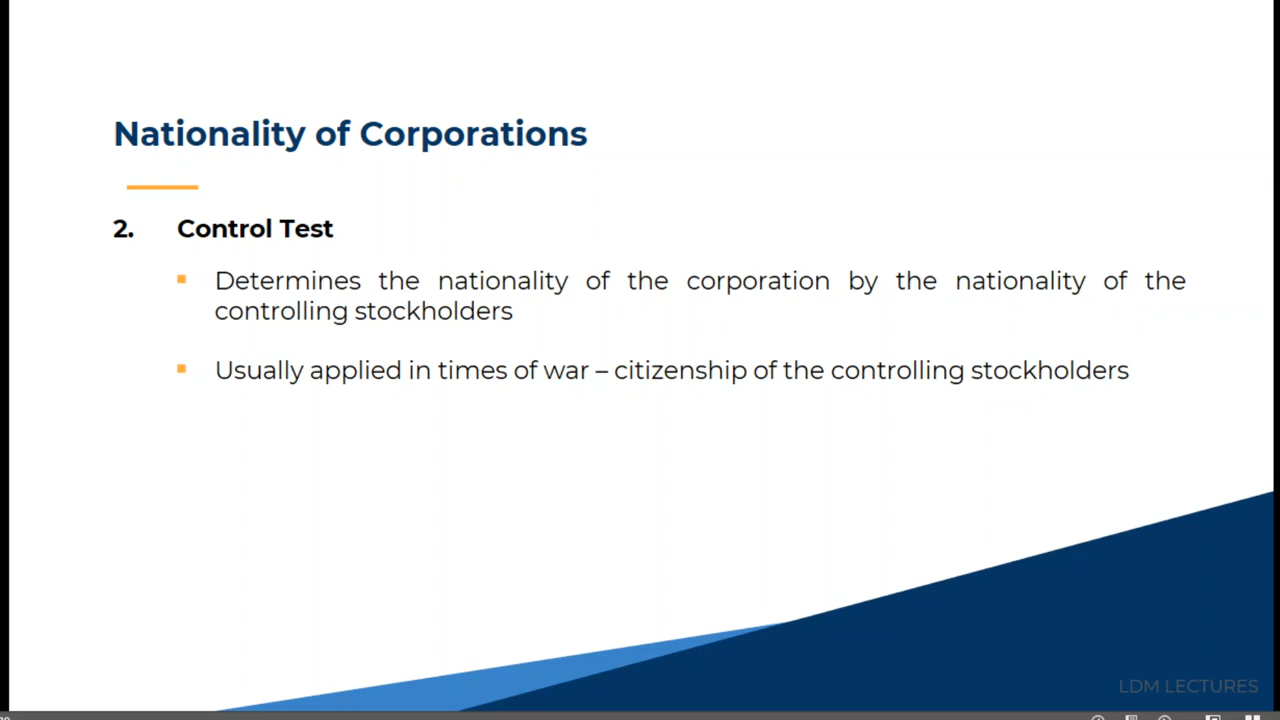 Nationality of Corporations
2. Control Test
Determines the nationality of the corporation by the nationality of the
controlling stockholders
Usually applied in times of war – citizenship of the controlling stockholders
LDM LECTURES